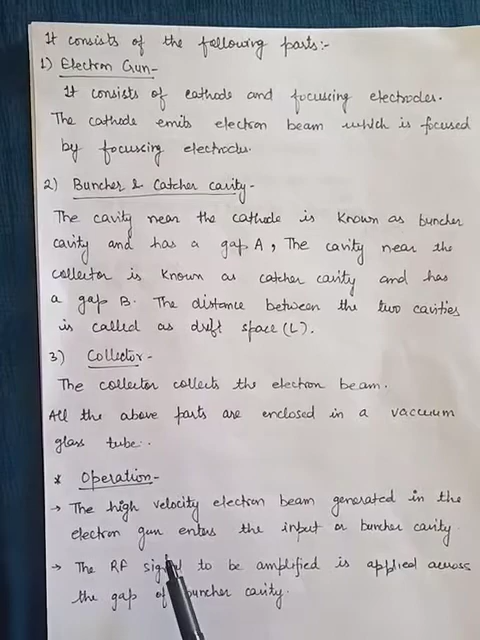 It consists of the following parts:-
1) Electron Gun-
It consists of cathode and focussing electrodes.
The cathode emits electron beam which is focused
by focussing electrodes.
2) Buncher & Catcher cavity-
The cavity near the cathode is known as buncher
cavity and has a gap A, The cavity near the
collector is known as catcher cavity and has
a gap B. The distance between the two cavities
is called as drift space (L).
3) Collector-
The collector collects the electron beam.
All the above parts are enclosed in a vaccum
glass tube.
* Operation-
→ The high velocity electron beam generated in the
electron gun enters the input or buncher cavity.
→ The RF signal to be amplified is applied across
the gap of buncher cavity.